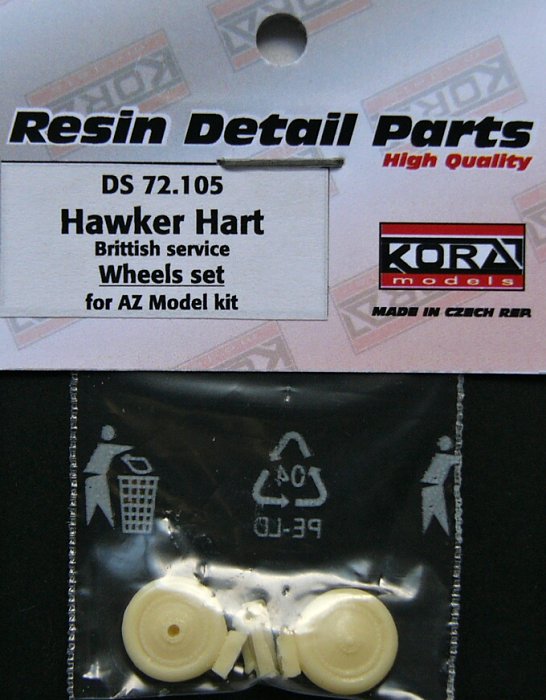 Resin Detail Parts
High Quality
DS 72.105
Hawker Hart
Brittish service
Wheels set
for AZ Model kit
KORA
models
MADE IN CZECH REP.
04
PE-LD